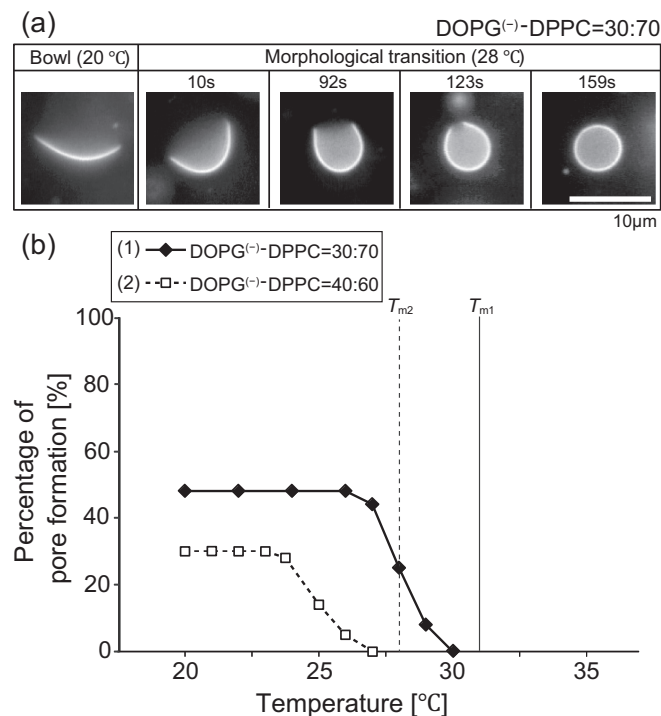 (a)
DOPG(−)-DPPC=30:70
Bowl (20 ℃)
Morphological transition (28 ℃)
10s
92s
123s
159s
10μm
(b)
(1) DOPG(−)-DPPC=30:70
(2) DOPG(−)-DPPC=40:60
Tm2
Tm1
100
80
60
40
20
0
Percentage of
pore formation [%]
20
25
30
35
Temperature [℃]